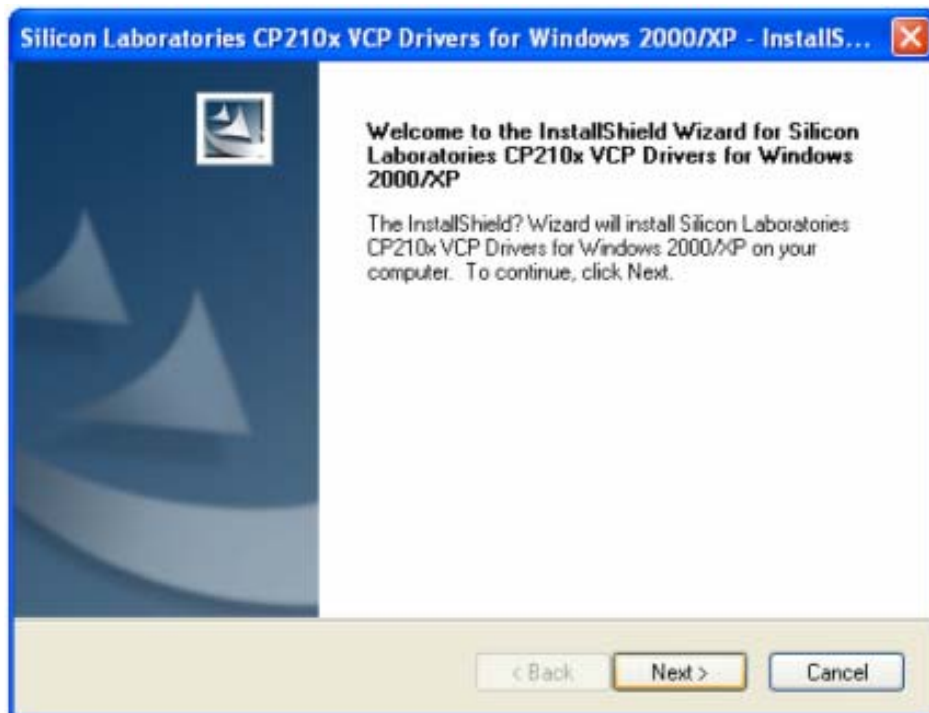 Silicon Laboratories CP210x VCP Drivers for Windows 2000/XP - InstallS...
Welcome to the InstallShield Wizard for Silicon
Laboratories CP210x VCP Drivers for Windows
2000/XP
The InstallShield? Wizard will install Silicon Laboratories
CP210x VCP Drivers for Windows 2000/XP on your
computer. To continue, click Next.
< Back
Next >
Cancel